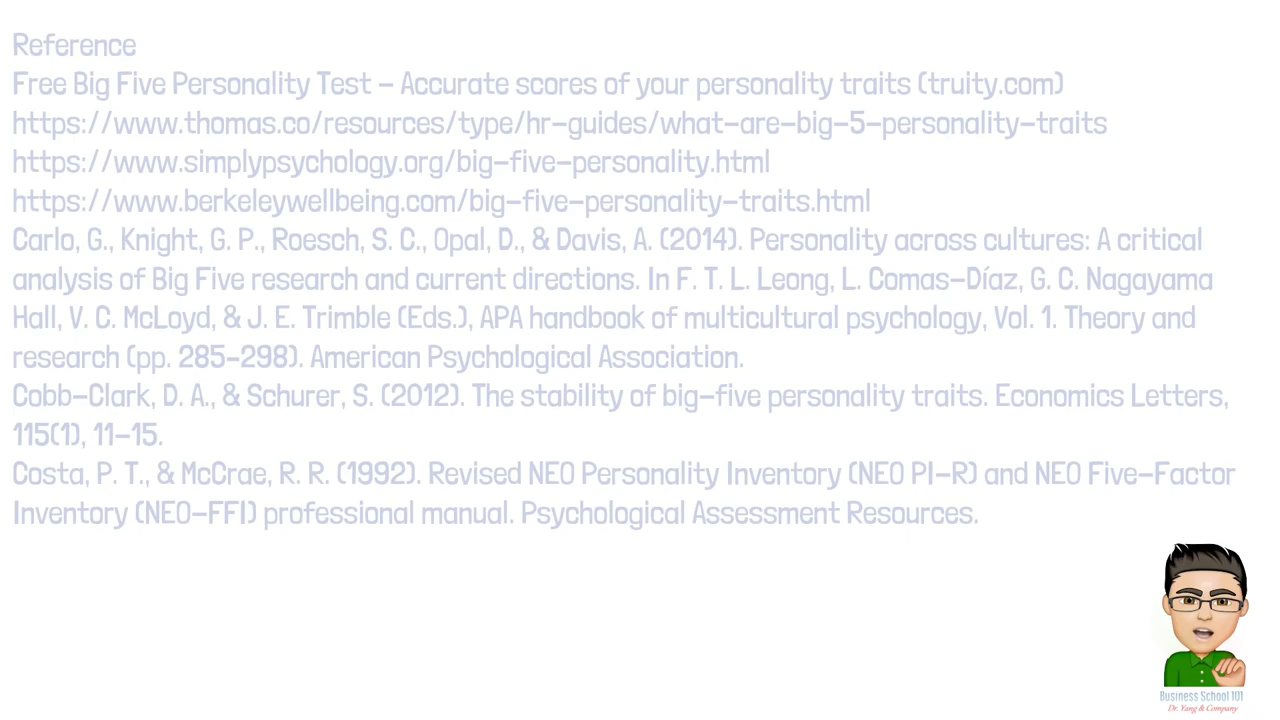 Reference
Free Big Five Personality Test – Accurate scores of your personality traits (truity.com)
https://www.thomas.co/resources/type/hr-guides/what-are-big-5-personality-traits
https://www.simplypsychology.org/big-five-personality.html
https://www.berkeleywellbeing.com/big-five-personality-traits.html
Carlo, G., Knight, G. P., Roesch, S. C., Opal, D., & Davis, A. (2014). Personality across cultures: A critical
analysis of Big Five research and current directions. In F. T. L. Leong, L. Comas-Díaz, G. C. Nagayama
Hall, V. C. McLoyd, & J. E. Trimble (Eds.), APA handbook of multicultural psychology, Vol. 1. Theory and
research (pp. 285–298). American Psychological Association.
Cobb-Clark, D. A., & Schurer, S. (2012). The stability of big-five personality traits. Economics Letters,
115(1), 11–15.
Costa, P. T., & McCrae, R. R. (1992). Revised NEO Personality Inventory (NEO PI-R) and NEO Five-Factor
Inventory (NEO-FFI) professional manual. Psychological Assessment Resources.
Business School 101
Dr. Yang & Company